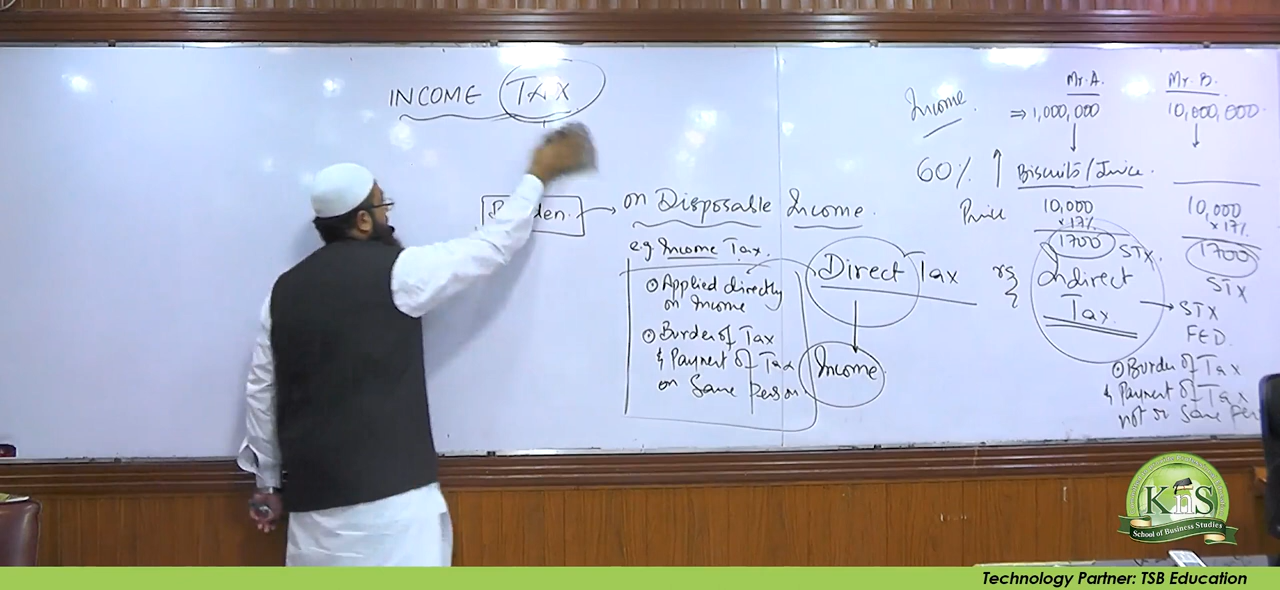 INCOME TAX
on Disposable Income.
e.g Income Tax.
Applied directly
on Income
Burden of Tax
& Payment of Tax
on Same Person.
Direct Tax
Income
vs
Indirect
Tax.
STX
FED.
Burden of Tax
& Payment of Tax
not on Same Per
Income
Mr. A.
Mr. B.
⇒ 1,000,000
10,000,000
60% ↑
Biscuits / Juice.
Price
10,000
× 17%
1700
STX.
10,000
× 17%
1700
STX
KnS
School of Business Studies
Technology Partner: TSB Education